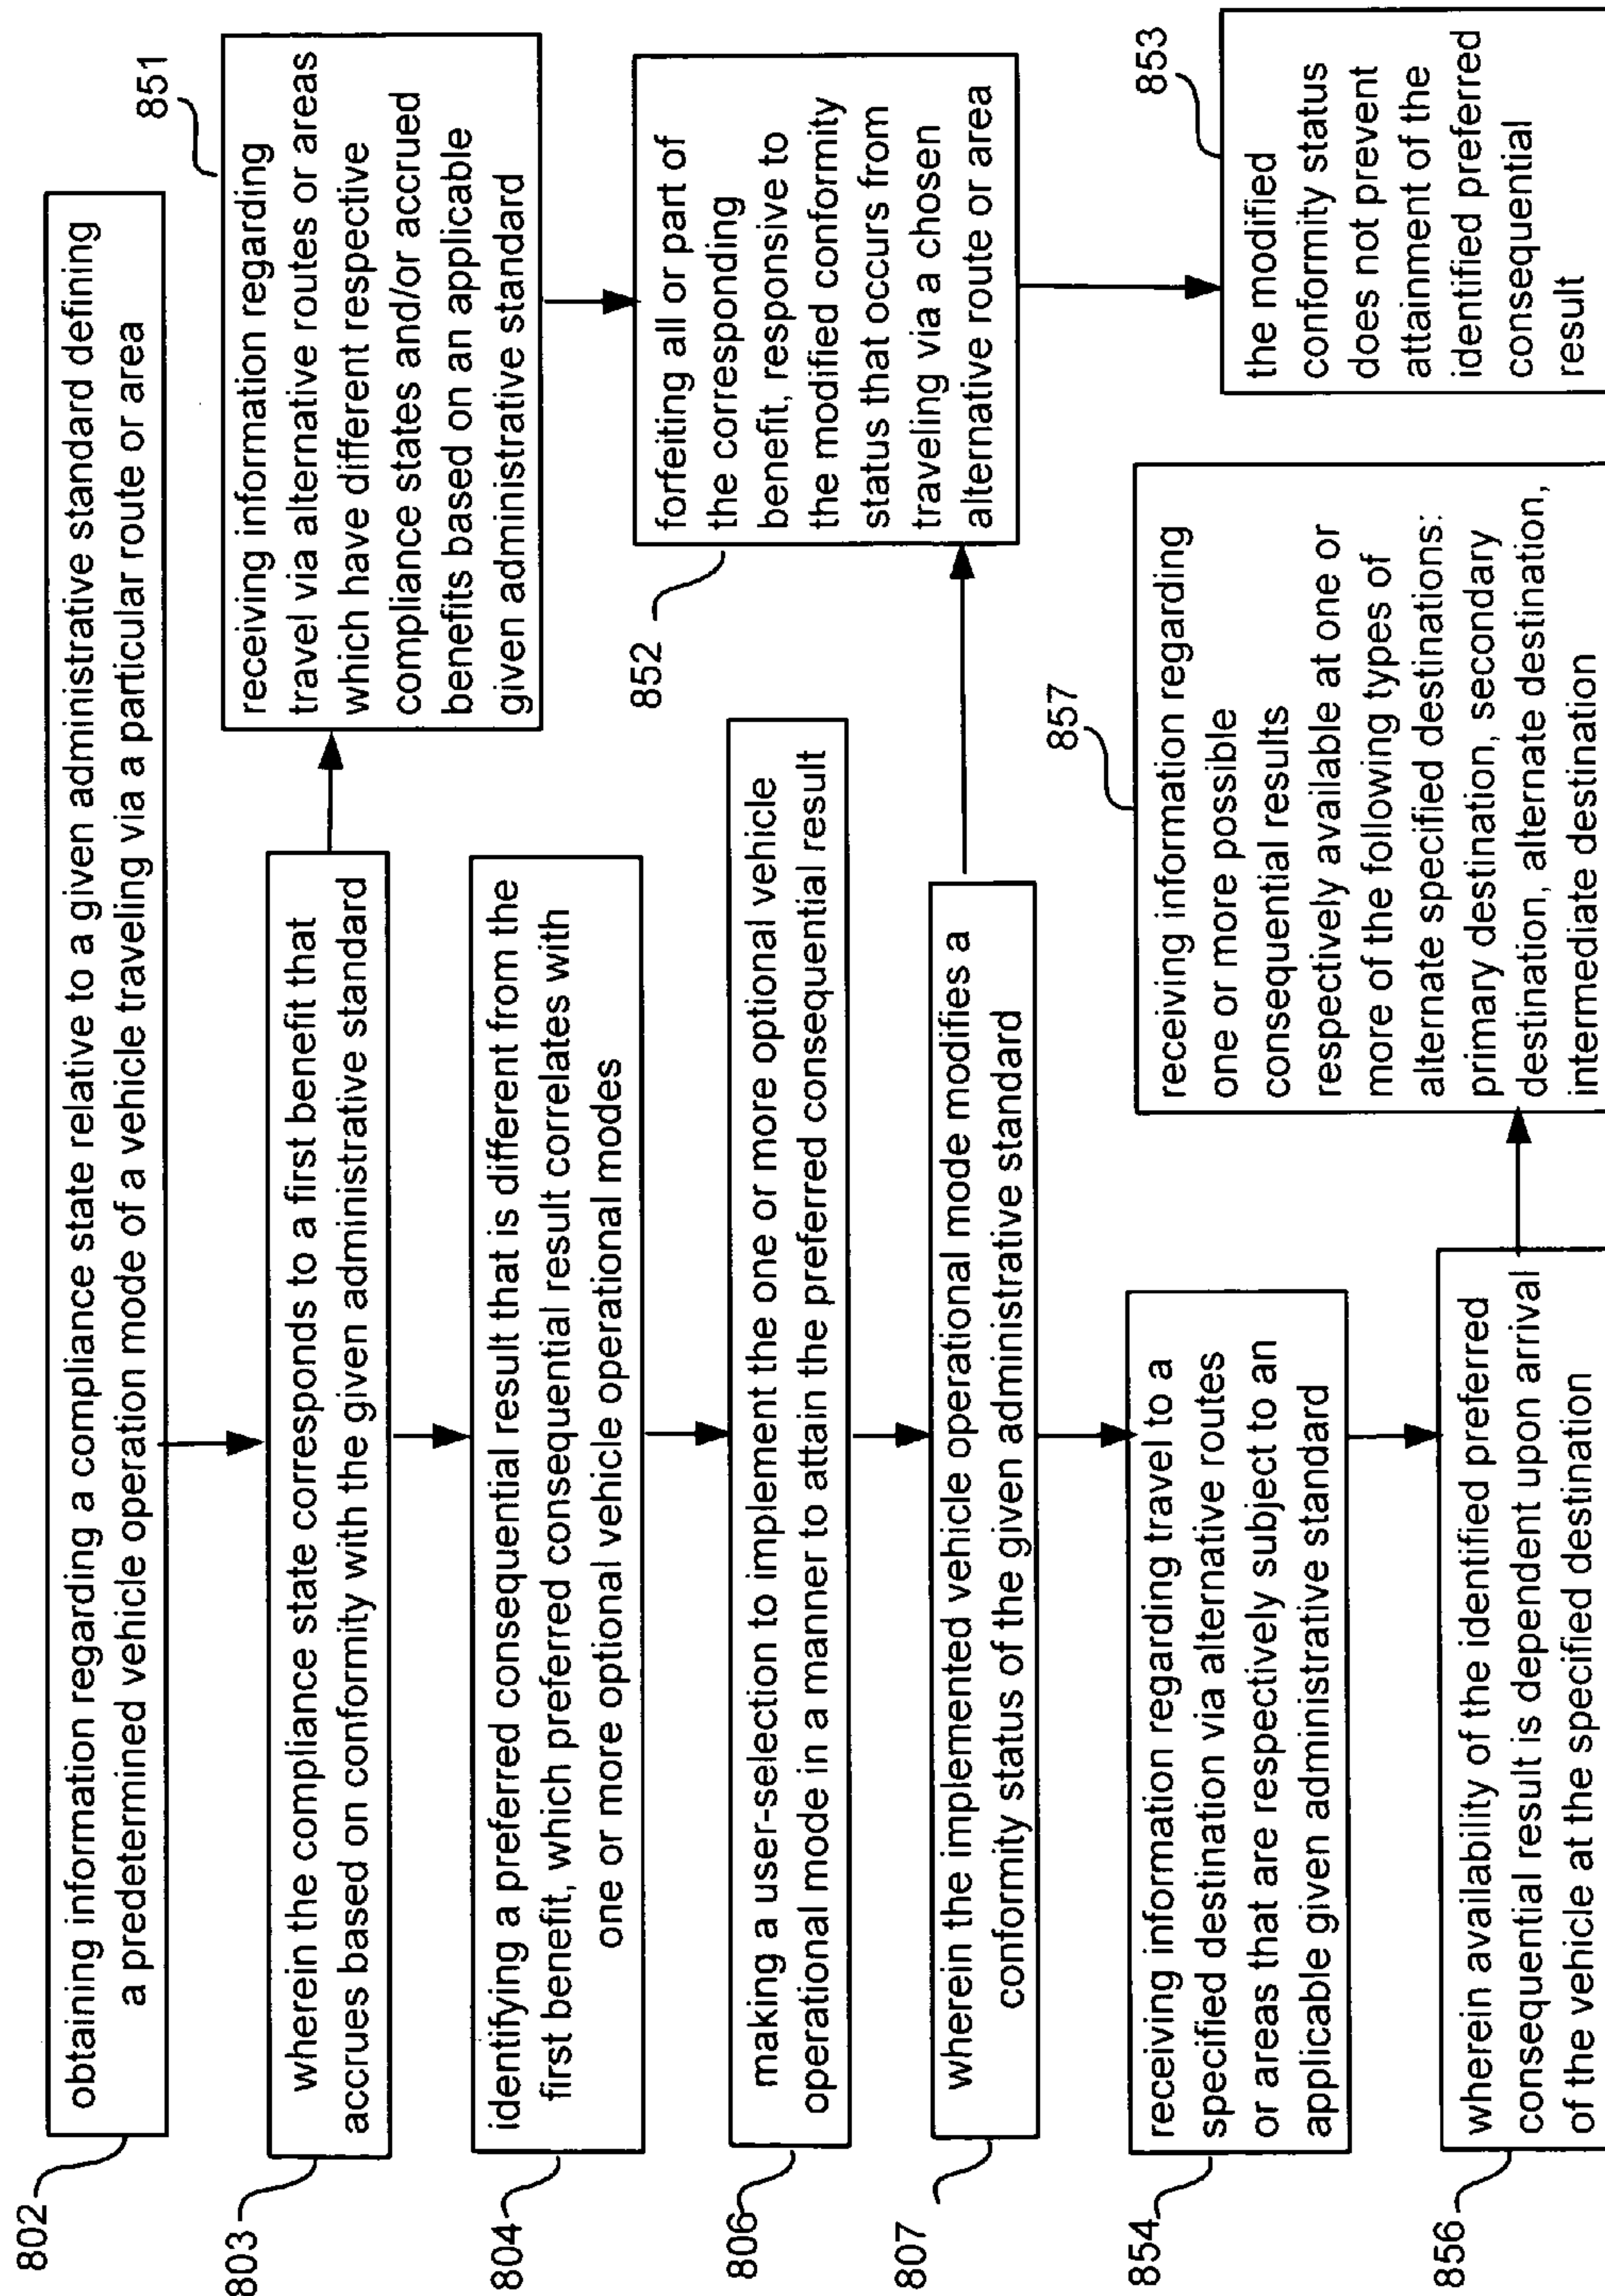 802
obtaining information regarding a compliance state relative to a given administrative standard defining
a predetermined vehicle operation mode of a vehicle traveling via a particular route or area
803
wherein the compliance state corresponds to a first benefit that
accrues based on conformity with the given administrative standard
851
receiving information regarding
travel via alternative routes or areas
which have different respective
compliance states and/or accrued
benefits based on an applicable
given administrative standard
804
identifying a preferred consequential result that is different from the
first benefit, which preferred consequential result correlates with
one or more optional vehicle operational modes
852
forfeiting all or part of
the corresponding
benefit, responsive to
the modified conformity
status that occurs from
traveling via a chosen
alternative route or area
806
making a user-selection to implement the one or more optional vehicle
operational mode in a manner to attain the preferred consequential result
807
wherein the implemented vehicle operational mode modifies a
conformity status of the given administrative standard
853
the modified
conformity status
does not prevent
attainment of the
identified preferred
consequential
result
854
receiving information regarding travel to a
specified destination via alternative routes
or areas that are respectively subject to an
applicable given administrative standard
857
receiving information regarding
one or more possible
consequential results
respectively available at one or
more of the following types of
alternate specified destinations:
primary destination, secondary
destination, alternate destination,
intermediate destination
856
wherein availability of the identified preferred
consequential result is dependent upon arrival
of the vehicle at the specified destination